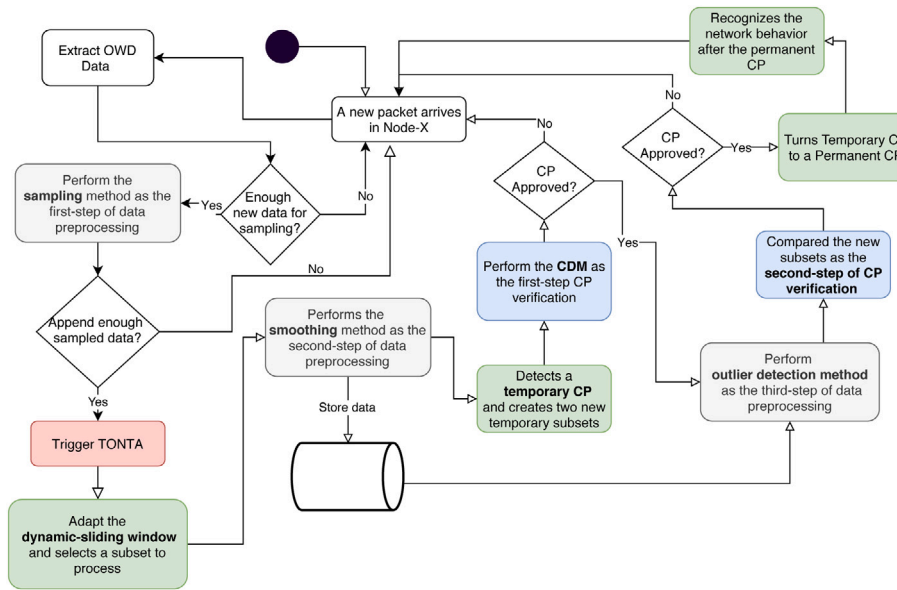 Extract OWD
Data
A new packet arrives
in Node-X
Recognizes the
network behavior
after the permanent
CP
No
No
CP
Approved?
Yes
Turns Temporary C
to a Permanent CP
CP
Approved?
Yes
Perform the
sampling method as the
first-step of data
preprocessing
Yes
Enough
new data for
sampling?
No
No
Append enough
sampled data?
Yes
Trigger TONTA
Adapt the
dynamic-sliding window
and selects a subset to
process
Performs the
smoothing method as the
second-step of data
preprocessing
Store data
Detects a
temporary CP
and creates two new
temporary subsets
Perform the CDM as
the first-step CP
verification
Compared the new
subsets as the
second-step of CP
verification
Perform
outlier detection method
as the third-step of data
preprocessing